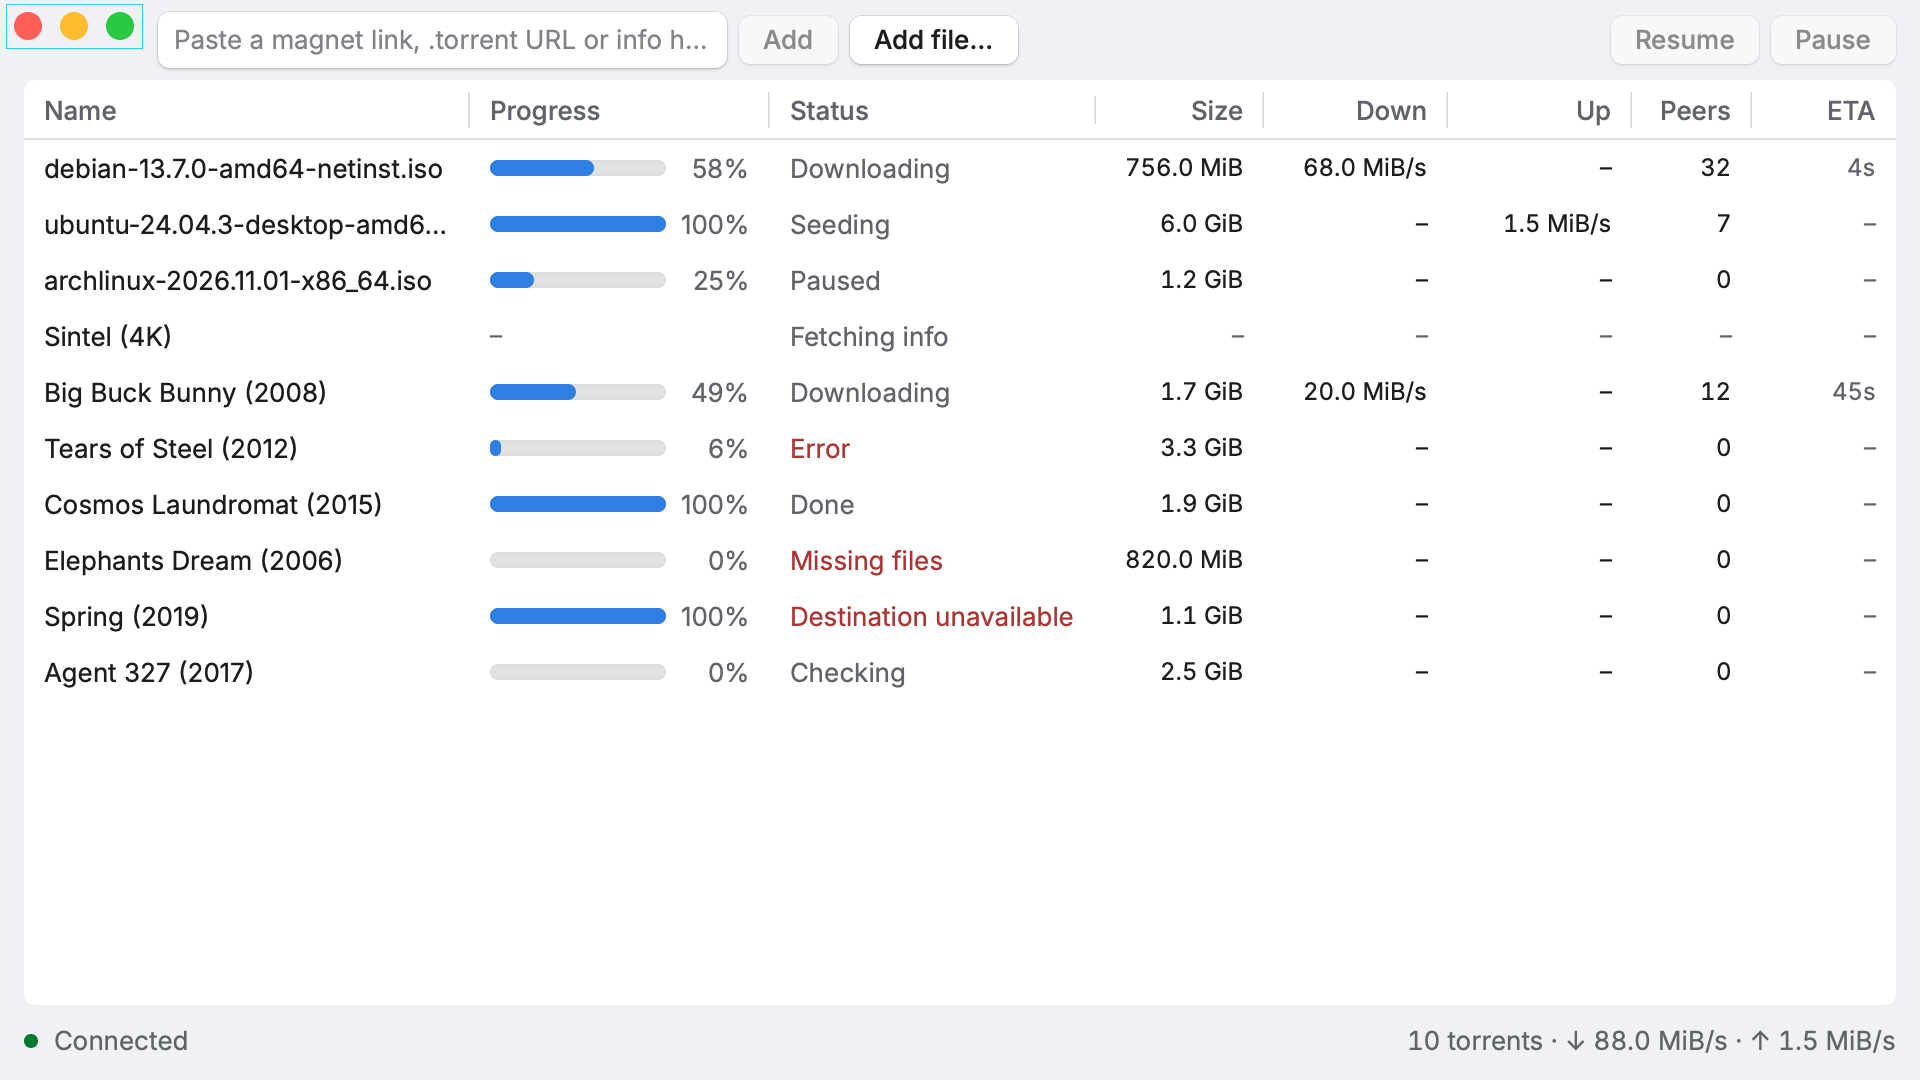 Paste a magnet link, .torrent URL or info h... Add Add file... Resume Pause
Name Progress Status Size Down Up Peers ETA
debian-13.7.0-amd64-netinst.iso 58% Downloading 756.0 MiB 68.0 MiB/s – 32 4s
ubuntu-24.04.3-desktop-amd6... 100% Seeding 6.0 GiB – 1.5 MiB/s 7 –
archlinux-2026.11.01-x86_64.iso 25% Paused 1.2 GiB – – 0 –
Sintel (4K) – Fetching info – – – – –
Big Buck Bunny (2008) 49% Downloading 1.7 GiB 20.0 MiB/s – 12 45s
Tears of Steel (2012) 6% Error 3.3 GiB – – 0 –
Cosmos Laundromat (2015) 100% Done 1.9 GiB – – 0 –
Elephants Dream (2006) 0% Missing files 820.0 MiB – – 0 –
Spring (2019) 100% Destination unavailable 1.1 GiB – – 0 –
Agent 327 (2017) 0% Checking 2.5 GiB – – 0 –
Connected 10 torrents · ↓ 88.0 MiB/s · ↑ 1.5 MiB/s